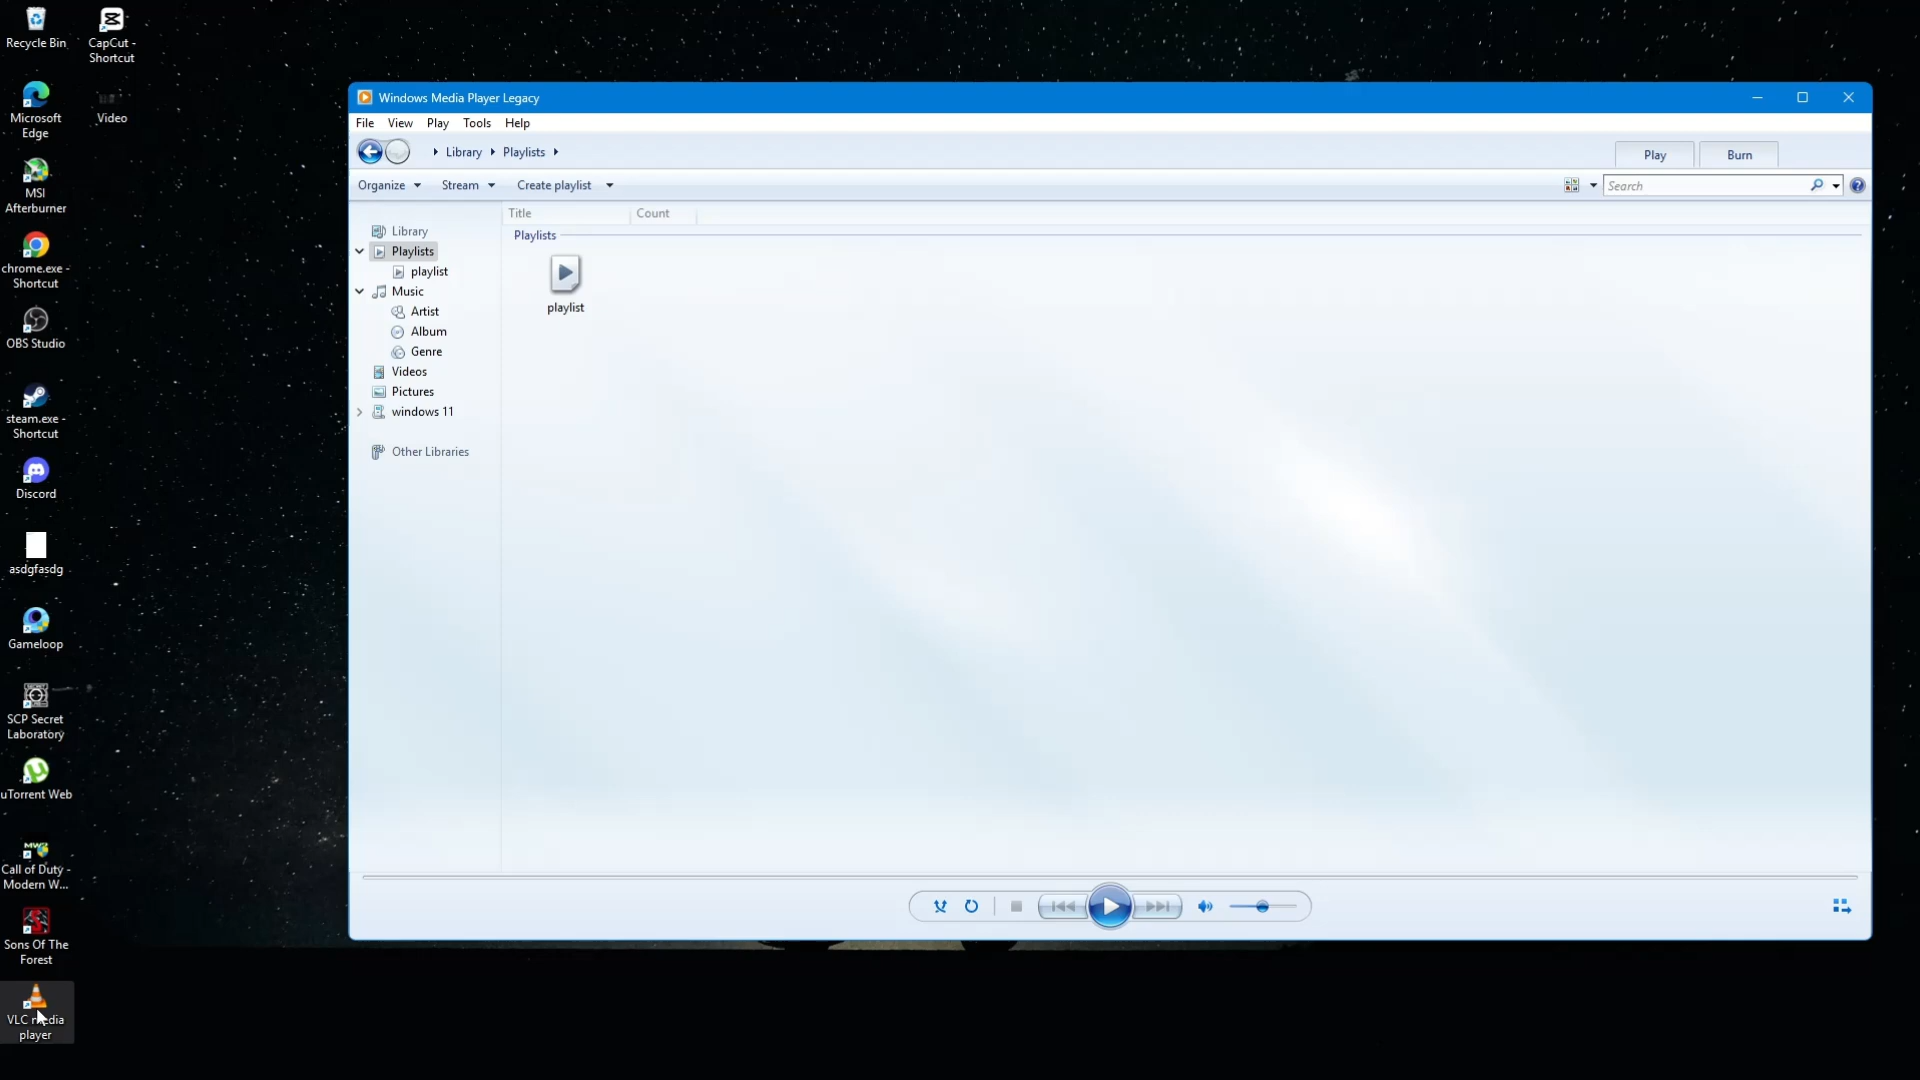 Recycle Bin
CapCut -
Shortcut
Microsoft
Edge
Video
MSI
Afterburner
chrome.exe -
Shortcut
OBS Studio
steam.exe -
Shortcut
Discord
asdgfasdg
Gameloop
SCP Secret
Laboratory
uTorrent Web
Call of Duty -
Modern W...
Sons Of The
Forest
VLC media
player
Windows Media Player Legacy
File View Play Tools Help
Library Playlists
Play Burn
Organize Stream Create playlist
Search
Title Count
Library
Playlists
playlist
Music
Artist
Album
Genre
Videos
Pictures
windows 11
Other Libraries
Playlists
playlist